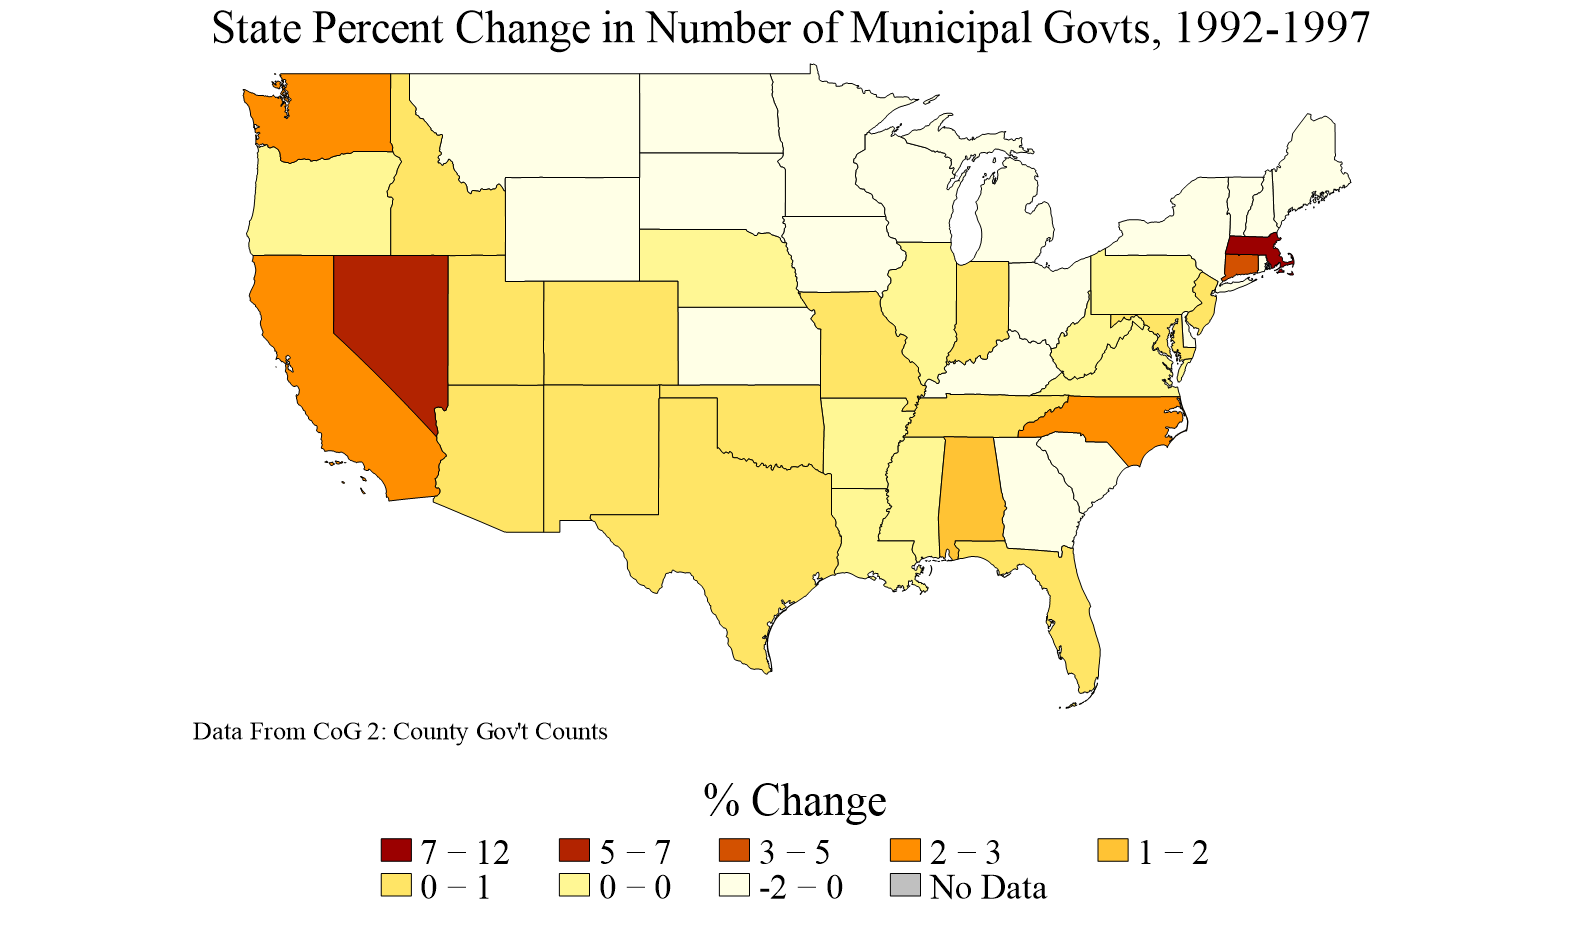 State Percent Change in Number of Municipal Govts, 1992-1997
Data From CoG 2: County Gov't Counts
% Change
7 – 12 5 – 7 3 – 5 2 – 3 1 – 2
0 – 1 0 – 0 -2 – 0 No Data